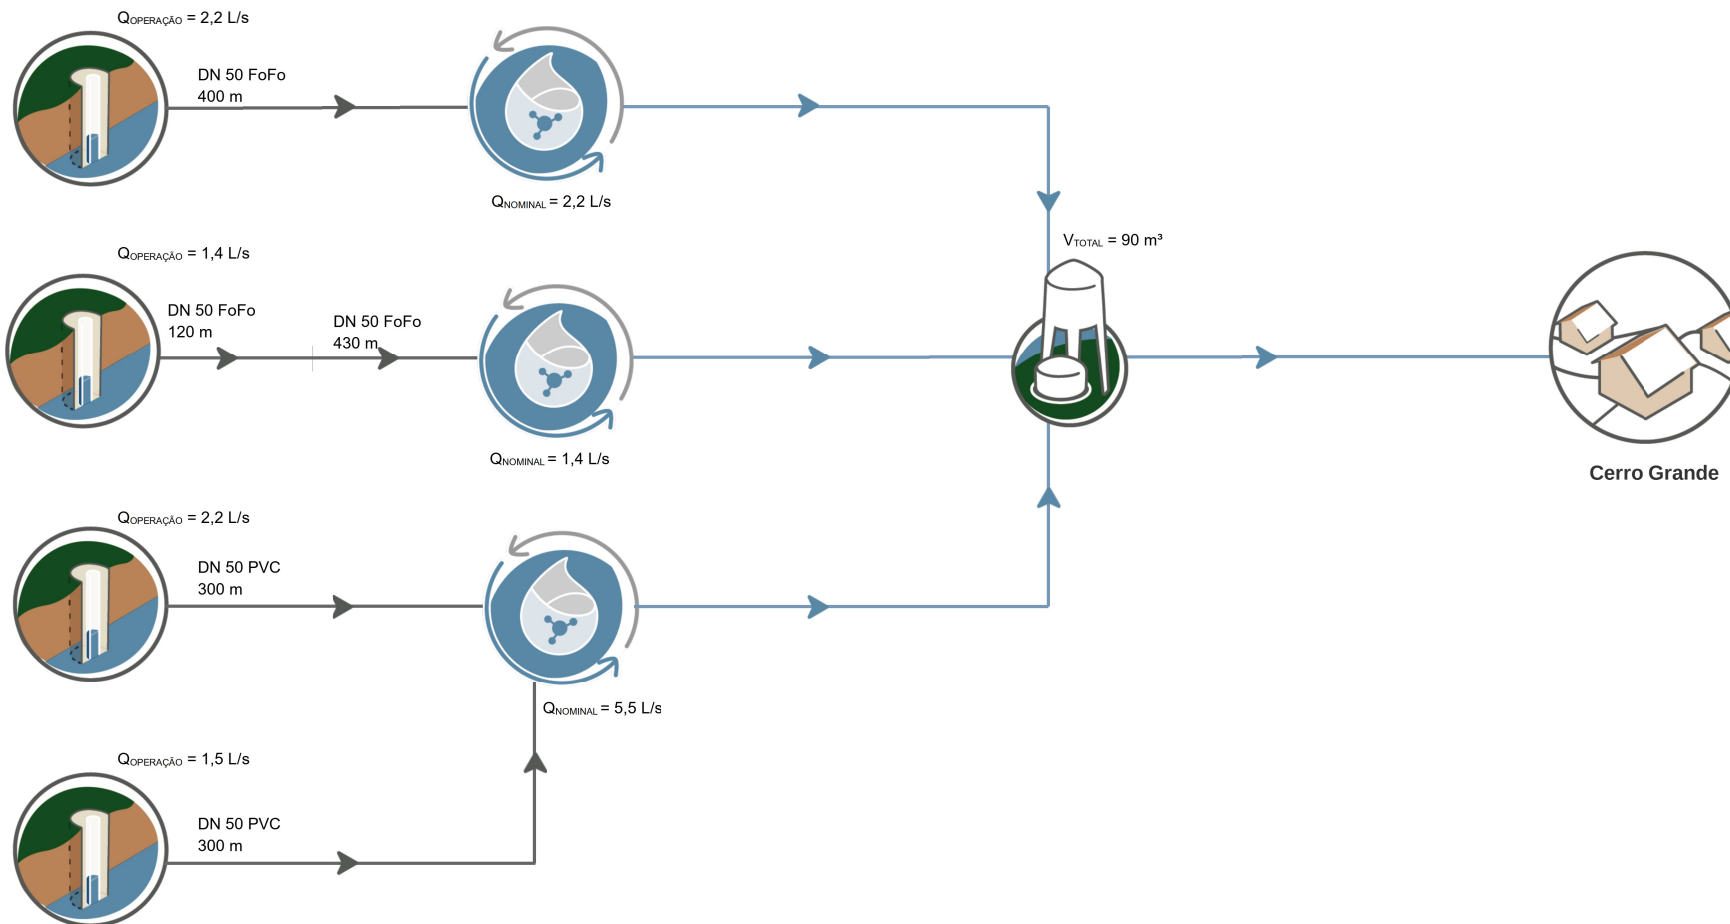 QOPERAÇÃO = 2,2 L/s
DN 50 FoFo
400 m
QNOMINAL = 2,2 L/s
QOPERAÇÃO = 1,4 L/s
DN 50 FoFo
120 m
DN 50 FoFo
430 m
QNOMINAL = 1,4 L/s
VTOTAL = 90 m³
Cerro Grande
QOPERAÇÃO = 2,2 L/s
DN 50 PVC
300 m
QNOMINAL = 5,5 L/s
QOPERAÇÃO = 1,5 L/s
DN 50 PVC
300 m